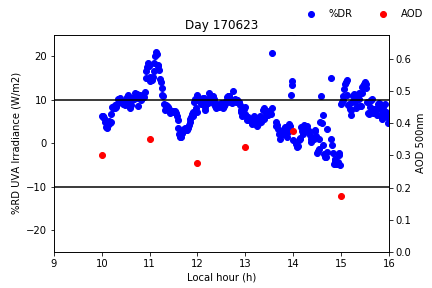 %DR AOD
Day 170623
%RD UVA Irradiance (W/m2)
20
10
0
−10
−20
0.6
0.5
0.4
0.3
0.2
0.1
0.0
AOD 500nm
9 10 11 12 13 14 15 16
Local hour (h)